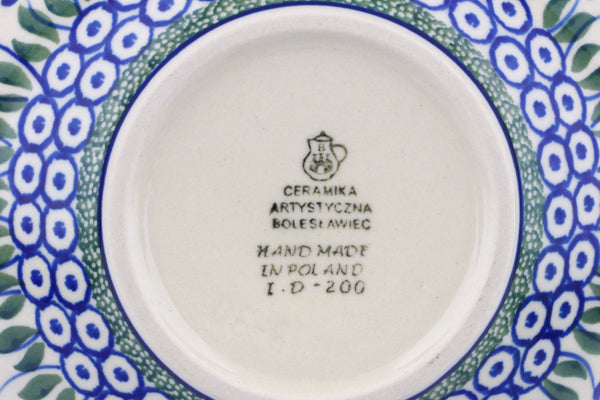 B
CERAMIKA
ARTYSTYCZNA
BOLESŁAWIEC
HAND MADE
IN POLAND
I.D-200